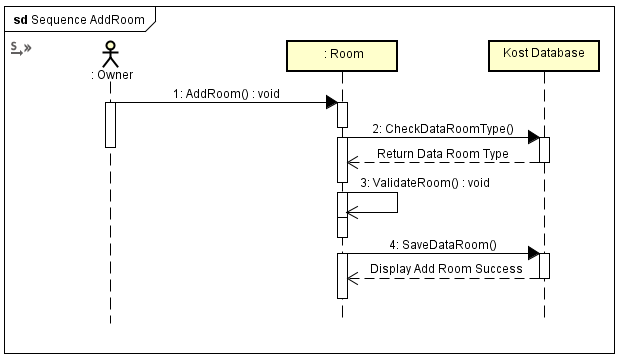 sd Sequence AddRoom
S
: Owner
: Room
Kost Database
1: AddRoom() : void
2: CheckDataRoomType()
Return Data Room Type
3: ValidateRoom() : void
4: SaveDataRoom()
Display Add Room Success